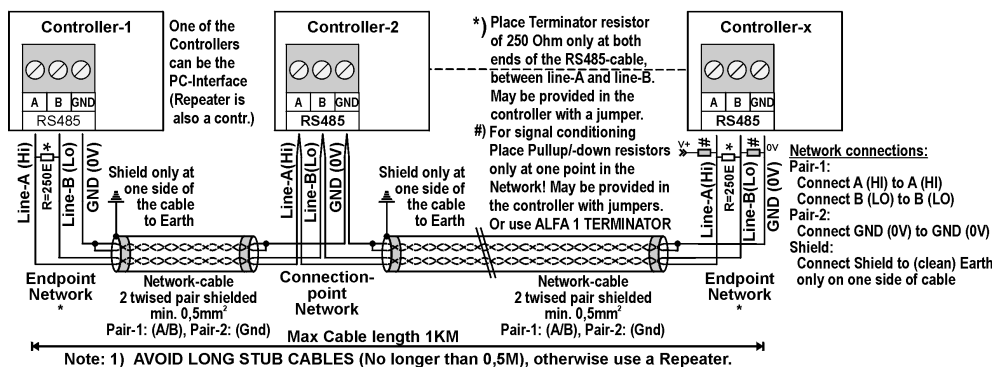 Controller-1
A B GND
RS485
One of the
Controllers
can be the
PC-Interface
(Repeater is
also a contr.)
Controller-2
A B GND
RS485
*) Place Terminator resistor
of 250 Ohm only at both
ends of the RS485-cable,
between line-A and line-B.
May be provided in the
controller with a jumper.
#) For signal conditioning
Place Pullup/-down resistors
only at one point in the
Network! May be provided in
the controller with jumpers.
Or use ALFA 1 TERMINATOR
Controller-x
A B GND
RS485
Line-A (Hi)
R=250E *
Line-B (Lo)
GND (0V)
Shield only at
one side of
the cable
to Earth
Line-A(Hi)
Line-B(Lo)
GND (0V)
Shield only at
one side of
the cable
to Earth
V+ # * # 0V
Line-A(Hi)
R=250E
Line-B(Lo)
GND (0V)
Network connections:
Pair-1:
Connect A (HI) to A (HI)
Connect B (LO) to B (LO)
Pair-2:
Connect GND (0V) to GND (0V)
Shield:
Connect Shield to (clean) Earth
only on one side of cable
Endpoint
Network
*
Network-cable
2 twised pair shielded
min. 0,5mm²
Pair-1: (A/B), Pair-2: (Gnd)
Connection-
point
Network
Network-cable
2 twised pair shielded
min. 0,5mm²
Pair-1: (A/B), Pair-2: (Gnd)
Endpoint
Network
*
Max Cable length 1KM
Note: 1) AVOID LONG STUB CABLES (No longer than 0,5M), otherwise use a Repeater.